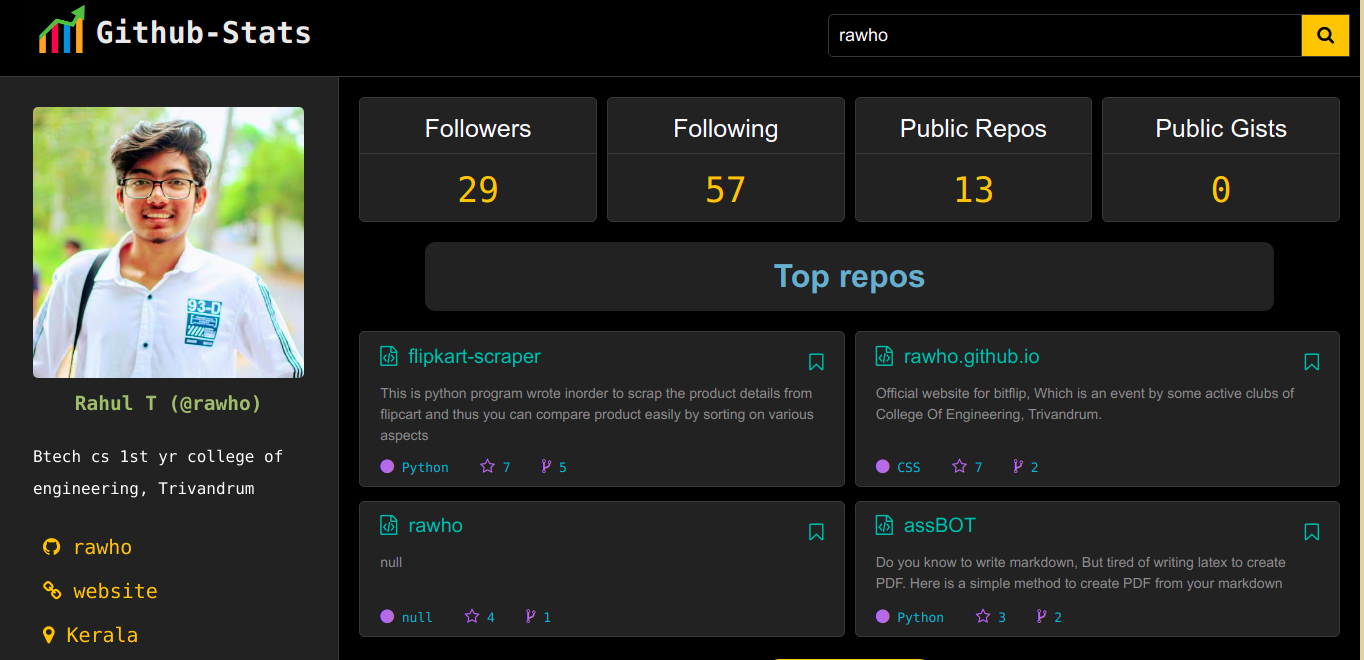 Github-Stats
rawho
Followers
29
Following
57
Public Repos
13
Public Gists
0
93-D
Rahul T (@rawho)
Btech cs 1st yr college of
engineering, Trivandrum
rawho
website
Kerala
Top repos
flipkart-scraper
This is python program wrote inorder to scrap the product details from
flipcart and thus you can compare product easily by sorting on various
aspects
Python 7 5
rawho.github.io
Official website for bitflip, Which is an event by some active clubs of
College Of Engineering, Trivandrum.
CSS 7 2
rawho
null
null 4 1
assBOT
Do you know to write markdown, But tired of writing latex to create
PDF. Here is a simple method to create PDF from your markdown
Python 3 2